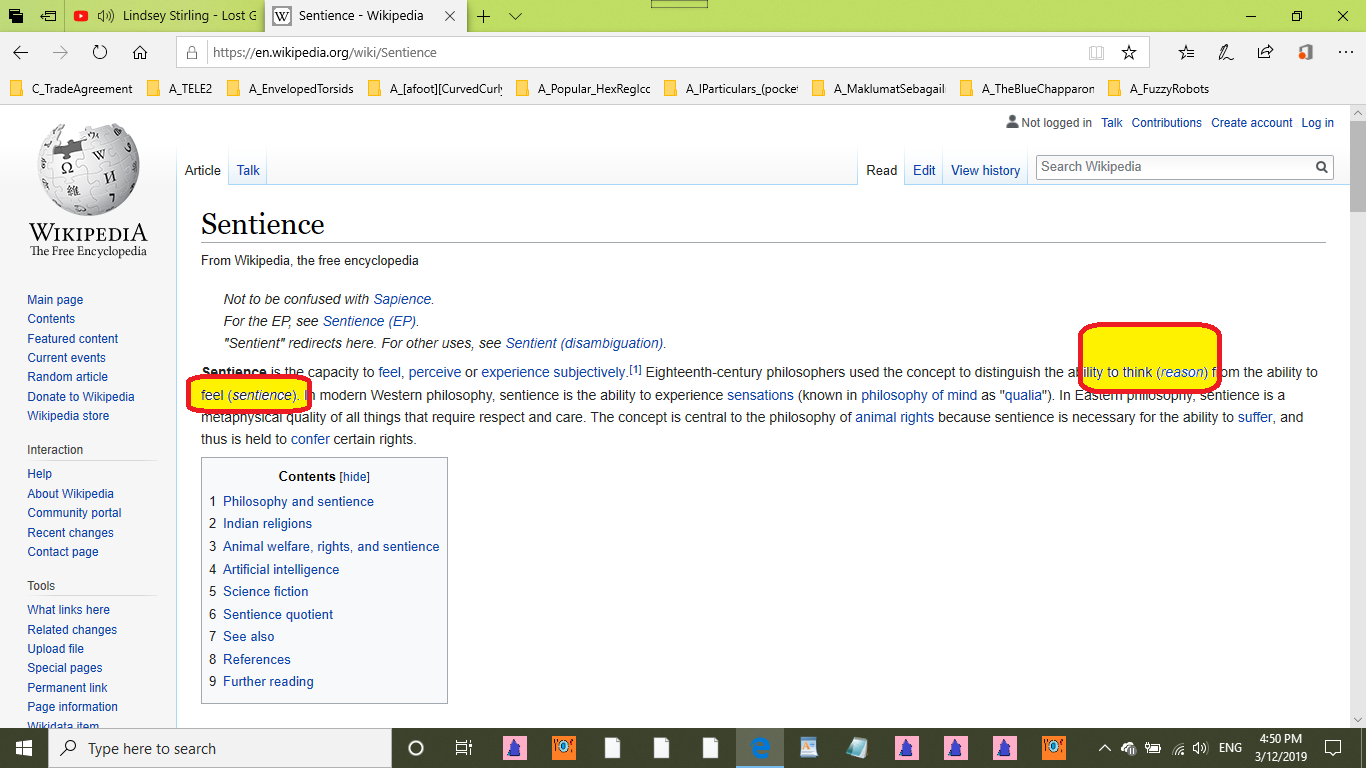 Lindsey Stirling - Lost G
Sentience - Wikipedia
https://en.wikipedia.org/wiki/Sentience
C_TradeAgreement A_TELE2 A_EnvelopedTorsids A_[afoot][CurvedCurly A_Popular_HexRegIcc A_IParticulars_(pocket A_MaklumatSebagaii A_TheBlueChapparon A_FuzzyRobots
Not logged in Talk Contributions Create account Log in
Article Talk Read Edit View history Search Wikipedia
WIKIPEDIA
The Free Encyclopedia
Main page
Contents
Featured content
Current events
Random article
Donate to Wikipedia
Wikipedia store
Interaction
Help
About Wikipedia
Community portal
Recent changes
Contact page
Tools
What links here
Related changes
Upload file
Special pages
Permanent link
Page information
Wikidata item
Sentience
From Wikipedia, the free encyclopedia
Not to be confused with Sapience.
For the EP, see Sentience (EP).
"Sentient" redirects here. For other uses, see Sentient (disambiguation).
Sentience is the capacity to feel, perceive or experience subjectively.[1] Eighteenth-century philosophers used the concept to distinguish the ability to think (reason) from the ability to
feel (sentience). In modern Western philosophy, sentience is the ability to experience sensations (known in philosophy of mind as "qualia"). In Eastern philosophy, sentience is a
metaphysical quality of all things that require respect and care. The concept is central to the philosophy of animal rights because sentience is necessary for the ability to suffer, and
thus is held to confer certain rights.
Contents [hide]
1 Philosophy and sentience
2 Indian religions
3 Animal welfare, rights, and sentience
4 Artificial intelligence
5 Science fiction
6 Sentience quotient
7 See also
8 References
9 Further reading
Type here to search
ENG
4:50 PM
3/12/2019